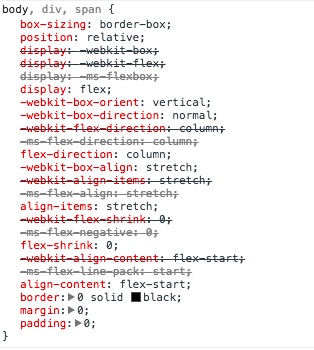 body, div, span {
box-sizing: border-box;
position: relative;
display: -webkit-box;
display: -webkit-flex;
display: -ms-flexbox;
display: flex;
-webkit-box-orient: vertical;
-webkit-box-direction: normal;
-webkit-flex-direction: column;
-ms-flex-direction: column;
flex-direction: column;
-webkit-box-align: stretch;
-webkit-align-items: stretch;
-ms-flex-align: stretch;
align-items: stretch;
-webkit-flex-shrink: 0;
-ms-flex-negative: 0;
flex-shrink: 0;
-webkit-align-content: flex-start;
-ms-flex-line-pack: start;
align-content: flex-start;
border:▶0 solid ■black;
margin:▶0;
padding:▶0;
}